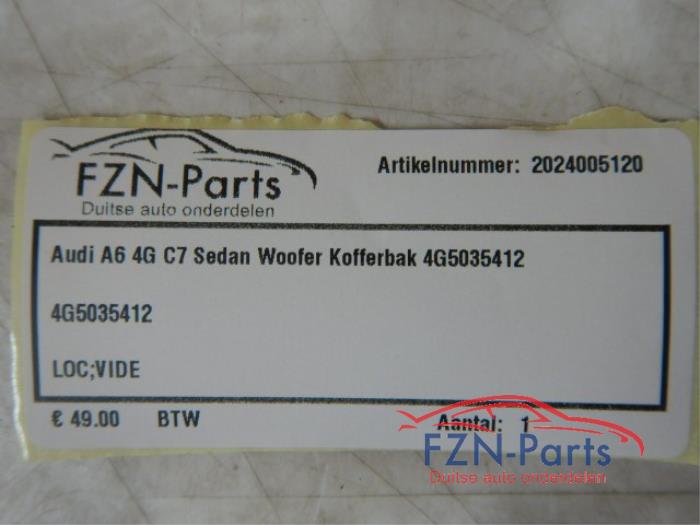 FZN-Parts
Duitse auto onderdelen
Artikelnummer: 2024005120
Audi A6 4G C7 Sedan Woofer Kofferbak 4G5035412
4G5035412
LOC;VIDE
€ 49.00 BTW Aantal: 1
FZN-Parts
Duitse auto onderdelen